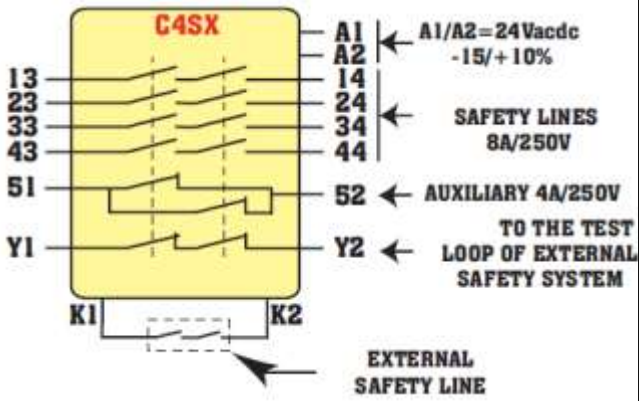 C4SX
A1
A2
A1/A2=24Vacdc
-15/+10%
13
14
23
24
33
34
43
44
SAFETY LINES
8A/250V
51
52
AUXILIARY 4A/250V
Y1
Y2
TO THE TEST
LOOP OF EXTERNAL
SAFETY SYSTEM
K1
K2
EXTERNAL
SAFETY LINE